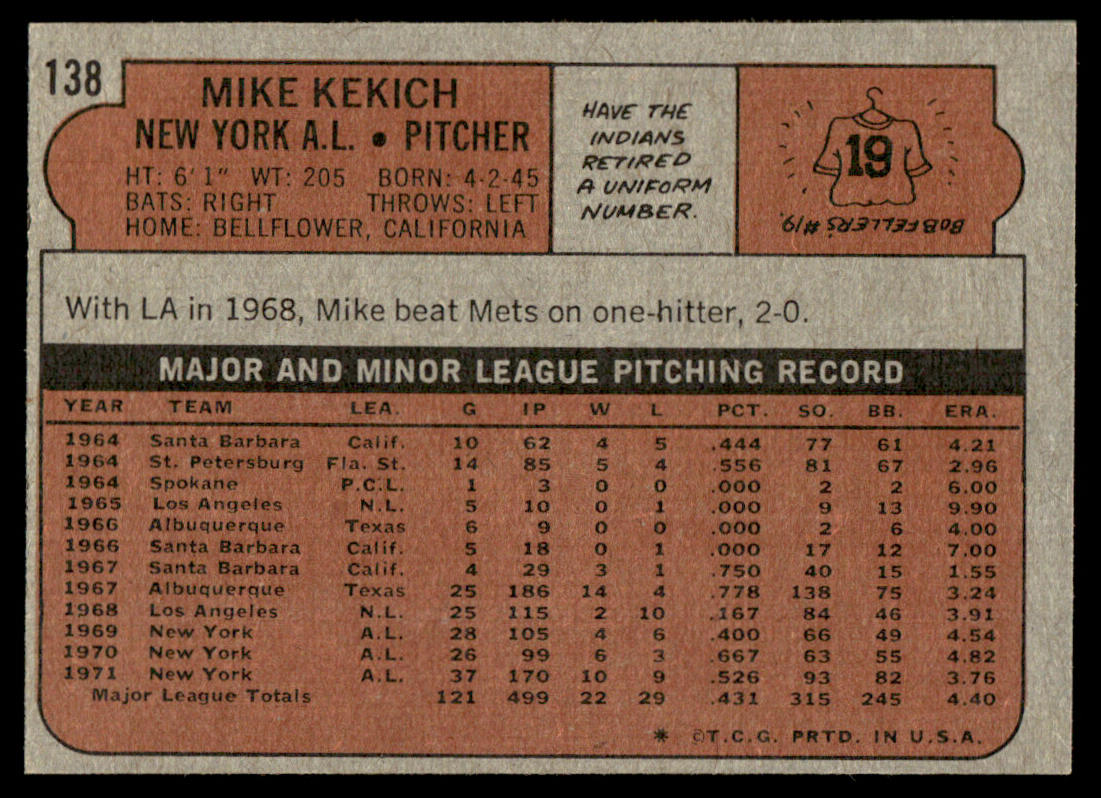 138
MIKE KEKICH
NEW YORK A.L. • PITCHER
HT: 6'1" WT: 205 BORN: 4-2-45
BATS: RIGHT THROWS: LEFT
HOME: BELLFLOWER, CALIFORNIA
HAVE THE
INDIANS
RETIRED
A UNIFORM
NUMBER.
19
BOB FELLER'S #19.
With LA in 1968, Mike beat Mets on one-hitter, 2-0.
MAJOR AND MINOR LEAGUE PITCHING RECORD
YEAR TEAM LEA. G IP W L PCT. SO. BB. ERA.
1964 Santa Barbara Calif. 10 62 4 5 .444 77 61 4.21
1964 St. Petersburg Fla. St. 14 85 5 4 .556 81 67 2.96
1964 Spokane P.C.L. 1 3 0 0 .000 2 2 6.00
1965 Los Angeles N.L. 5 10 0 1 .000 9 13 9.90
1966 Albuquerque Texas 6 9 0 0 .000 2 6 4.00
1966 Santa Barbara Calif. 5 18 0 1 .000 17 12 7.00
1967 Santa Barbara Calif. 4 29 3 1 .750 40 15 1.55
1967 Albuquerque Texas 25 186 14 4 .778 138 75 3.24
1968 Los Angeles N.L. 25 115 2 10 .167 84 46 3.91
1969 New York A.L. 28 105 4 6 .400 66 49 4.54
1970 New York A.L. 26 99 6 3 .667 63 55 4.82
1971 New York A.L. 37 170 10 9 .526 93 82 3.76
Major League Totals 121 499 22 29 .431 315 245 4.40
* ©T.C.G. PRTD. IN U.S.A.